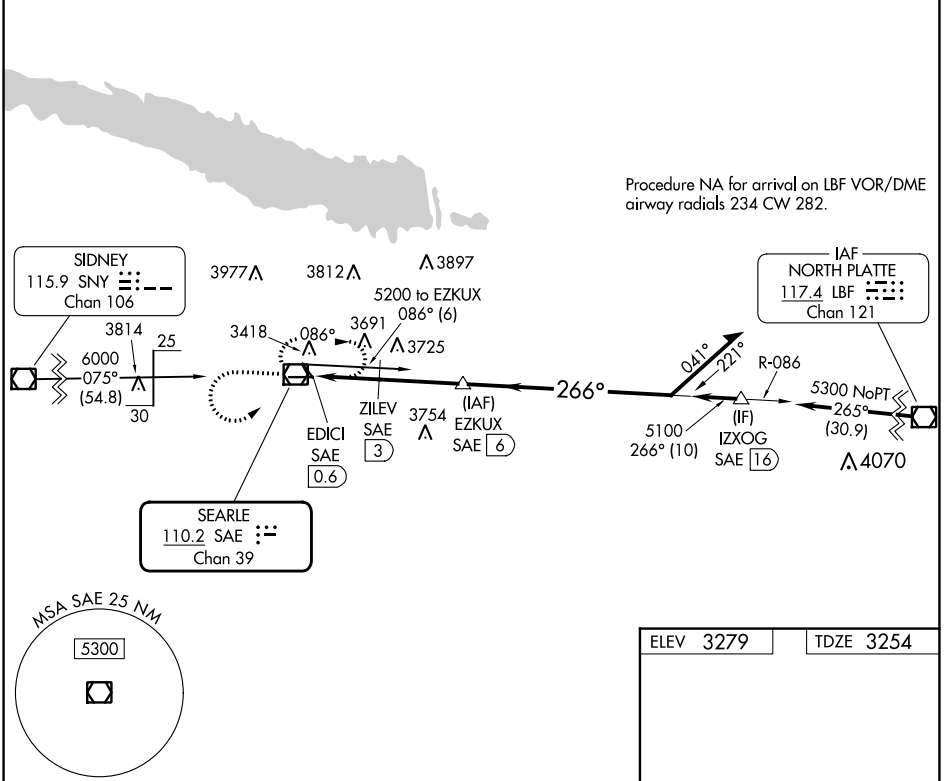 Procedure NA for arrival on LBF VOR/DME
airway radials 234 CW 282.
SIDNEY
115.9 SNY
Chan 106
3977
3812
3897
IAF
NORTH PLATTE
117.4 LBF
Chan 121
5200 to EZKUX
086° (6)
3814
25
6000
075°
(54.8)
30
3418
086°
3691
3725
041°
221°
R-086
5300 NoPT
265°
(30.9)
266°
EDICI
SAE
0.6
ZILEV
SAE
3
3754
(IAF)
EZKUX
SAE 6
5100
266° (10)
(IF)
IZXOG
SAE 16
4070
SEARLE
110.2 SAE
Chan 39
MSA SAE 25 NM
5300
ELEV 3279
TDZE 3254